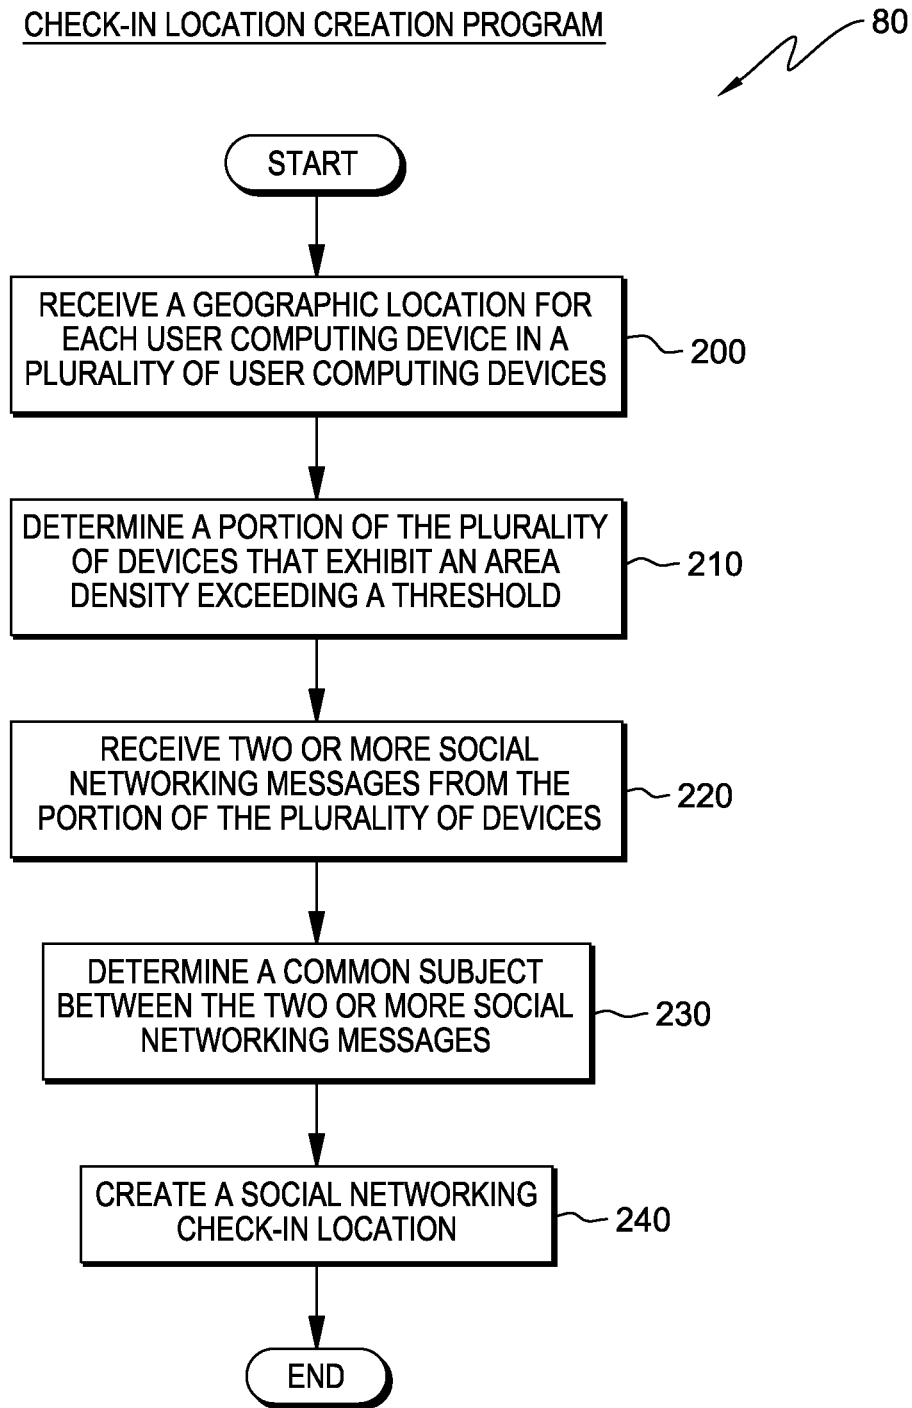 CHECK-IN LOCATION CREATION PROGRAM
80
START
RECEIVE A GEOGRAPHIC LOCATION FOR
EACH USER COMPUTING DEVICE IN A
PLURALITY OF USER COMPUTING DEVICES
200
DETERMINE A PORTION OF THE PLURALITY
OF DEVICES THAT EXHIBIT AN AREA
DENSITY EXCEEDING A THRESHOLD
210
RECEIVE TWO OR MORE SOCIAL
NETWORKING MESSAGES FROM THE
PORTION OF THE PLURALITY OF DEVICES
220
DETERMINE A COMMON SUBJECT
BETWEEN THE TWO OR MORE SOCIAL
NETWORKING MESSAGES
230
CREATE A SOCIAL NETWORKING
CHECK-IN LOCATION
240
END